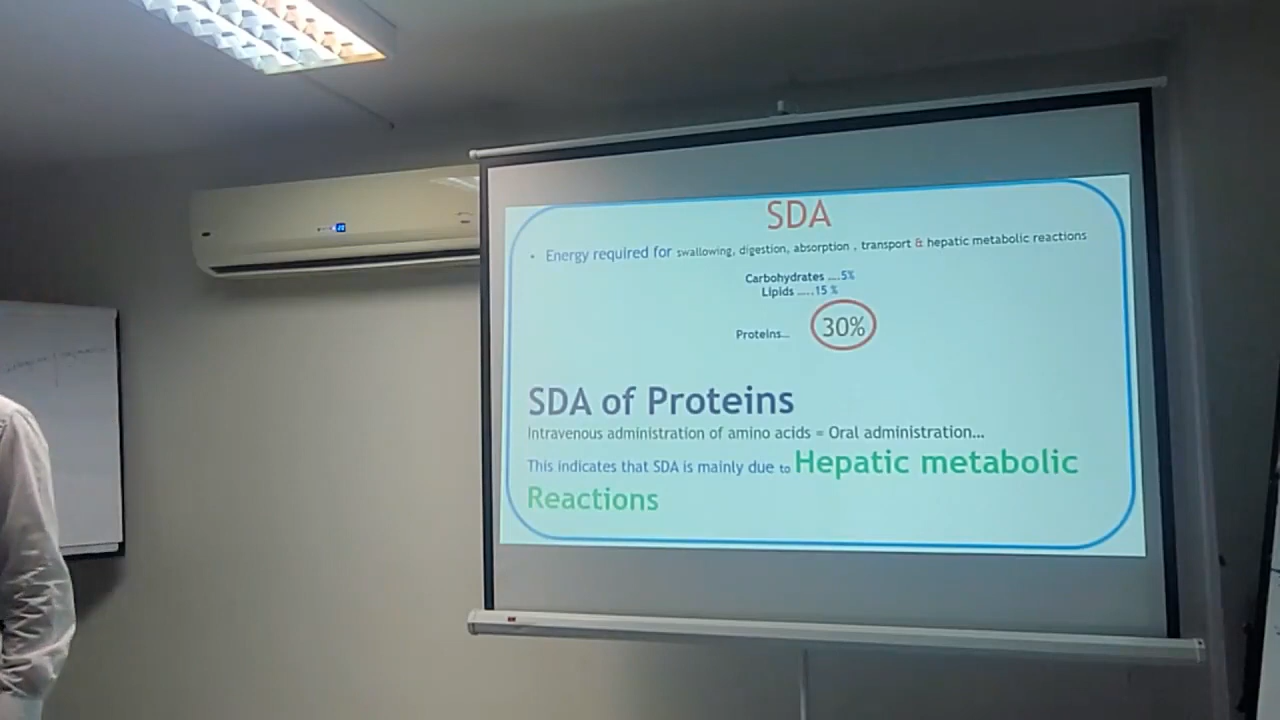 SDA
• Energy required for swallowing, digestion, absorption , transport & hepatic metabolic reactions
Carbohydrates ....5%
Lipids .....15 %
Proteins... 30%
SDA of Proteins
Intravenous administration of amino acids = Oral administration...
This indicates that SDA is mainly due to Hepatic metabolic
Reactions